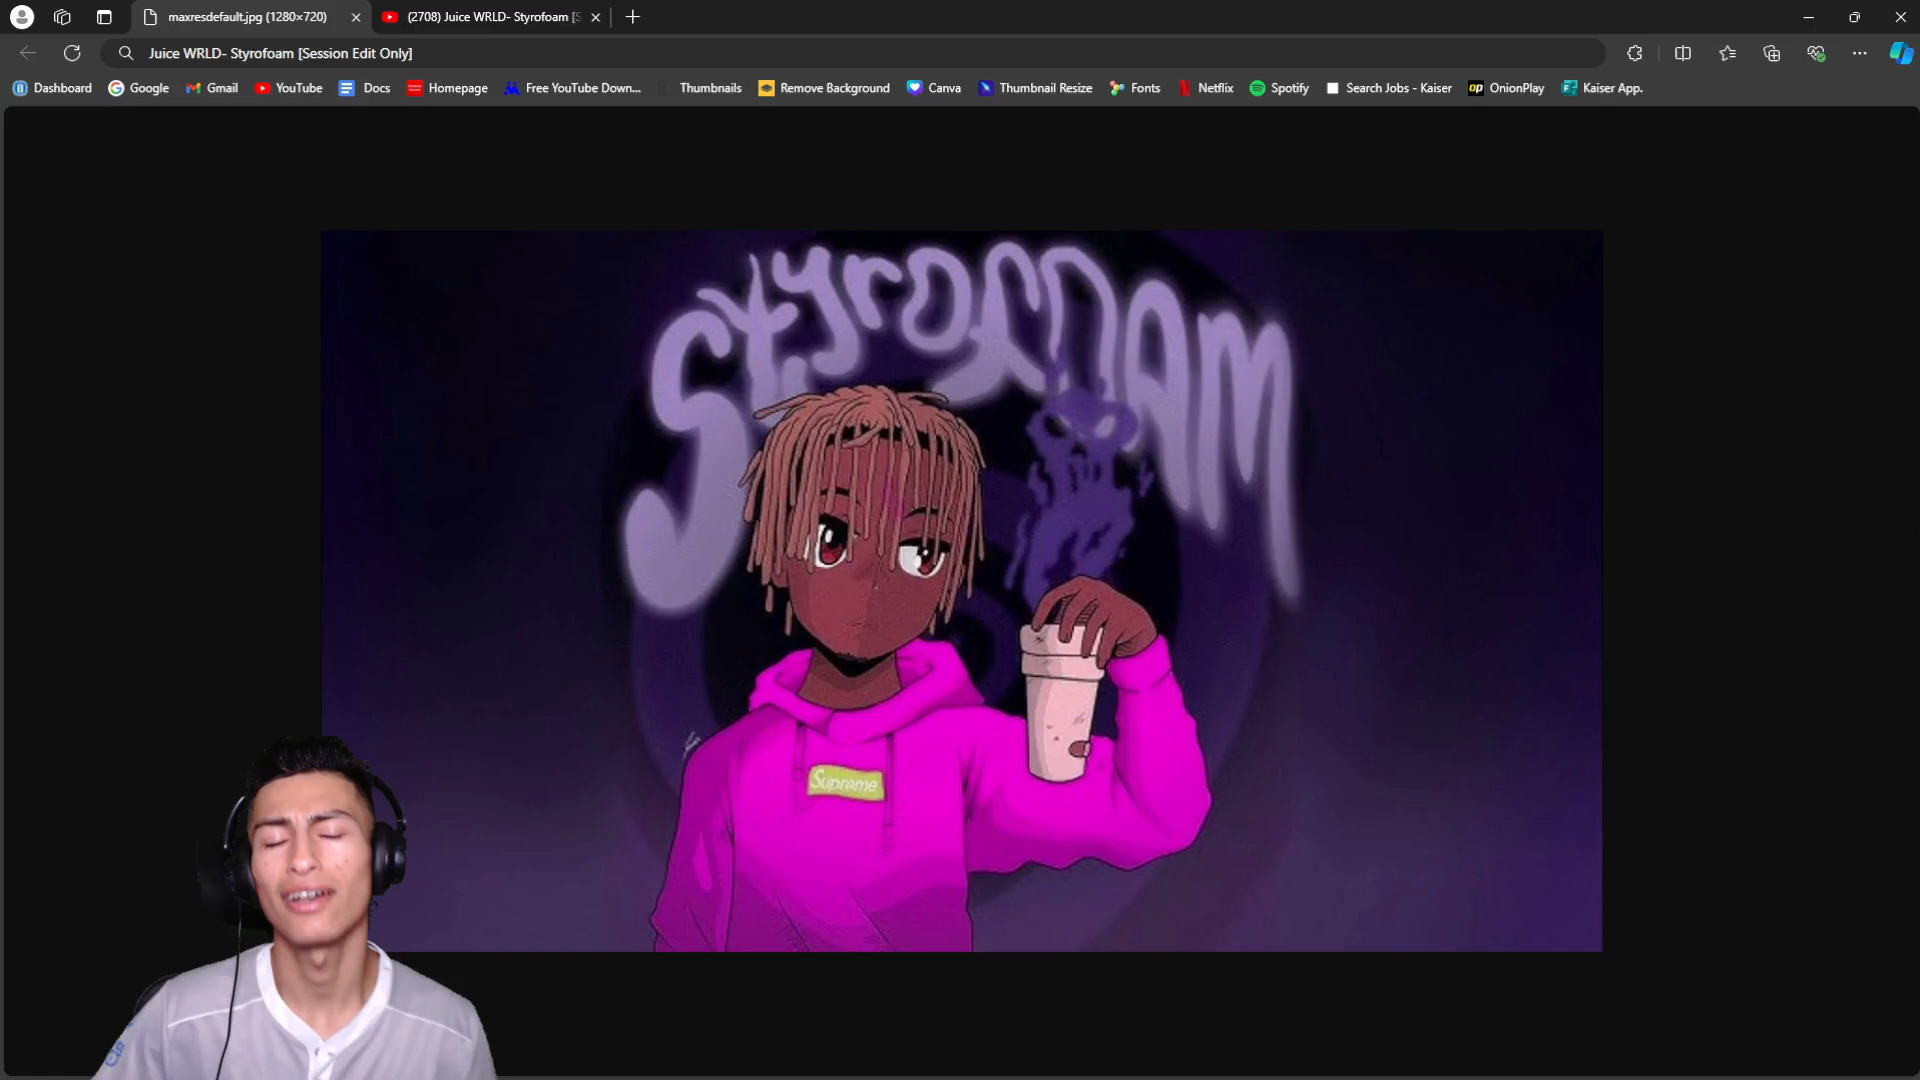 maxresdefault.jpg (1280×720)
(2708) Juice WRLD- Styrofoam [S
Juice WRLD- Styrofoam [Session Edit Only]
Dashboard
Google
Gmail
YouTube
Docs
Homepage
Free YouTube Down...
Thumbnails
Remove Background
Canva
Thumbnail Resize
Fonts
Netflix
Spotify
Search Jobs - Kaiser
op OnionPlay
Kaiser App.
StyrofOAM
Supreme